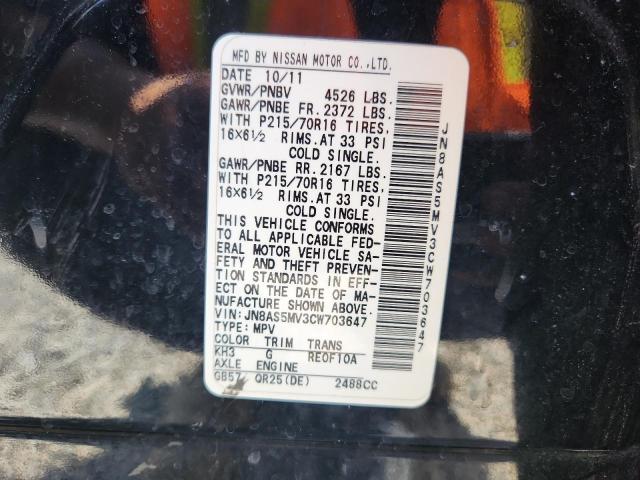 MFD BY NISSAN MOTOR CO.,LTD.
DATE 10/11
GVWR/PNBV 4526 LBS.
GAWR/PNBE FR. 2372 LBS.
WITH P215/70R16 TIRES,
16X6½ RIMS.AT 33 PSI
COLD SINGLE.
GAWR/PNBE RR. 2167 LBS.
WITH P215/70R16 TIRES,
16X6½ RIMS.AT 33 PSI
COLD SINGLE.
THIS VEHICLE CONFORMS
TO ALL APPLICABLE FED-
ERAL MOTOR VEHICLE SA-
FETY AND THEFT PREVEN-
TION STANDARDS IN EFF-
ECT ON THE DATE OF MA-
NUFACTURE SHOWN ABOVE.
VIN: JN8AS5MV3CW703647
TYPE: MPV
COLOR TRIM TRANS
KH3 G RE0F10A
AXLE ENGINE
GB57 QR25(DE) 2488CC
JN8AS5MV3CW703647